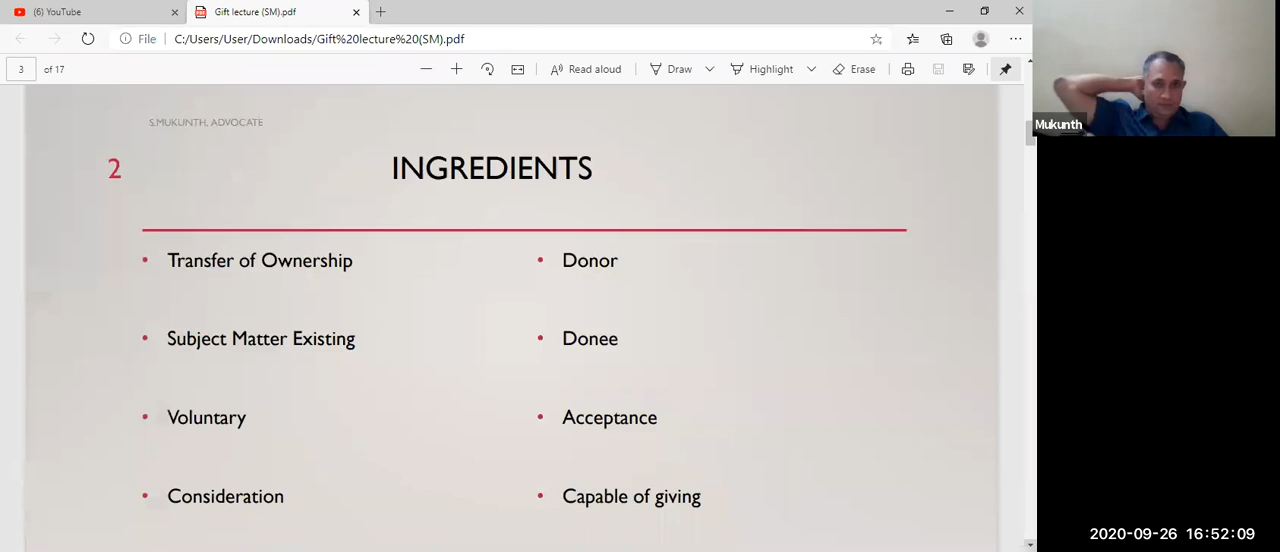 (6) YouTube
Gift lecture (SM).pdf
File C:/Users/User/Downloads/Gift%20lecture%20(SM).pdf
3 of 17
Read aloud Draw Highlight Erase
Mukunth
S.MUKUNTH, ADVOCATE
2 INGREDIENTS
• Transfer of Ownership
• Subject Matter Existing
• Voluntary
• Consideration
• Donor
• Donee
• Acceptance
• Capable of giving
2020-09-26 16:52:09